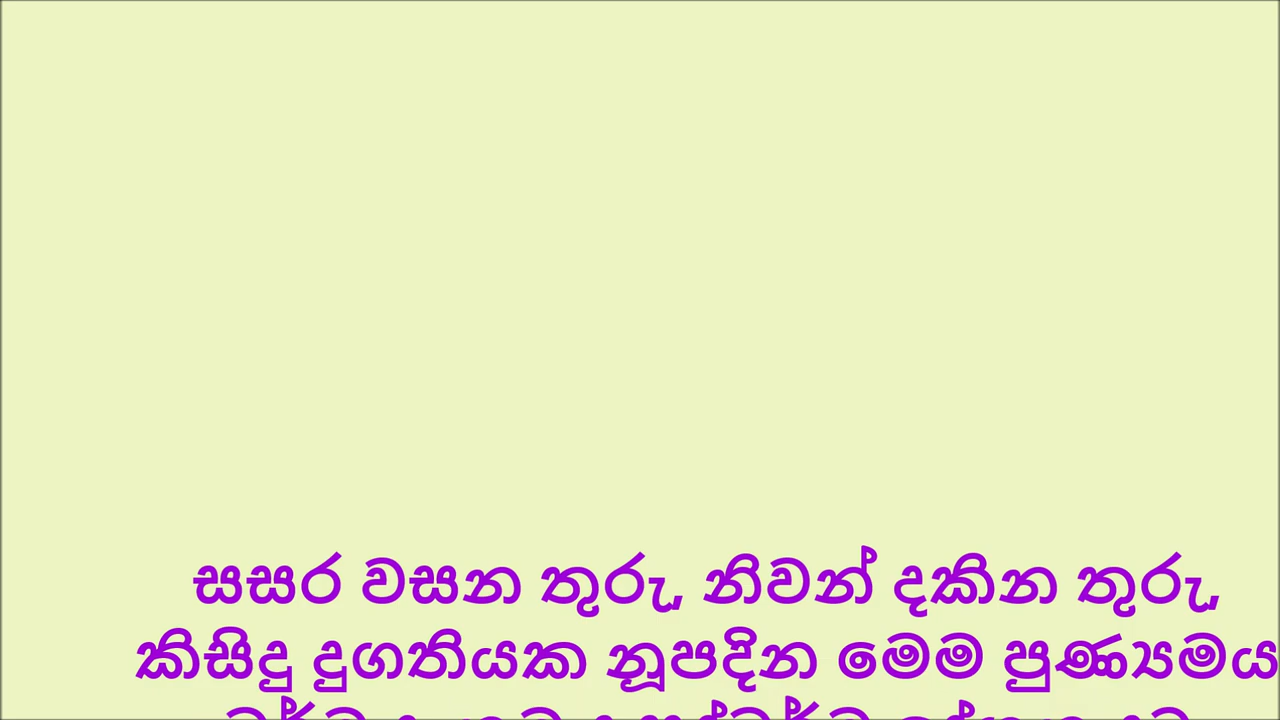 සසර වසන තුරු, නිවන් දකින තුරු,
කිසිදු දුගතියක නූපදින මෙම පුණ්‍යමය